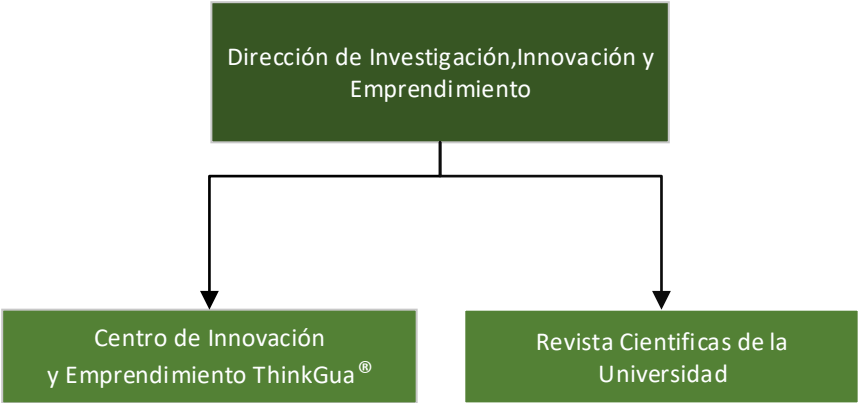 Dirección de Investigación,Innovación y
Emprendimiento
Centro de Innovación
y Emprendimiento ThinkGua®
Revista Cientificas de la
Universidad